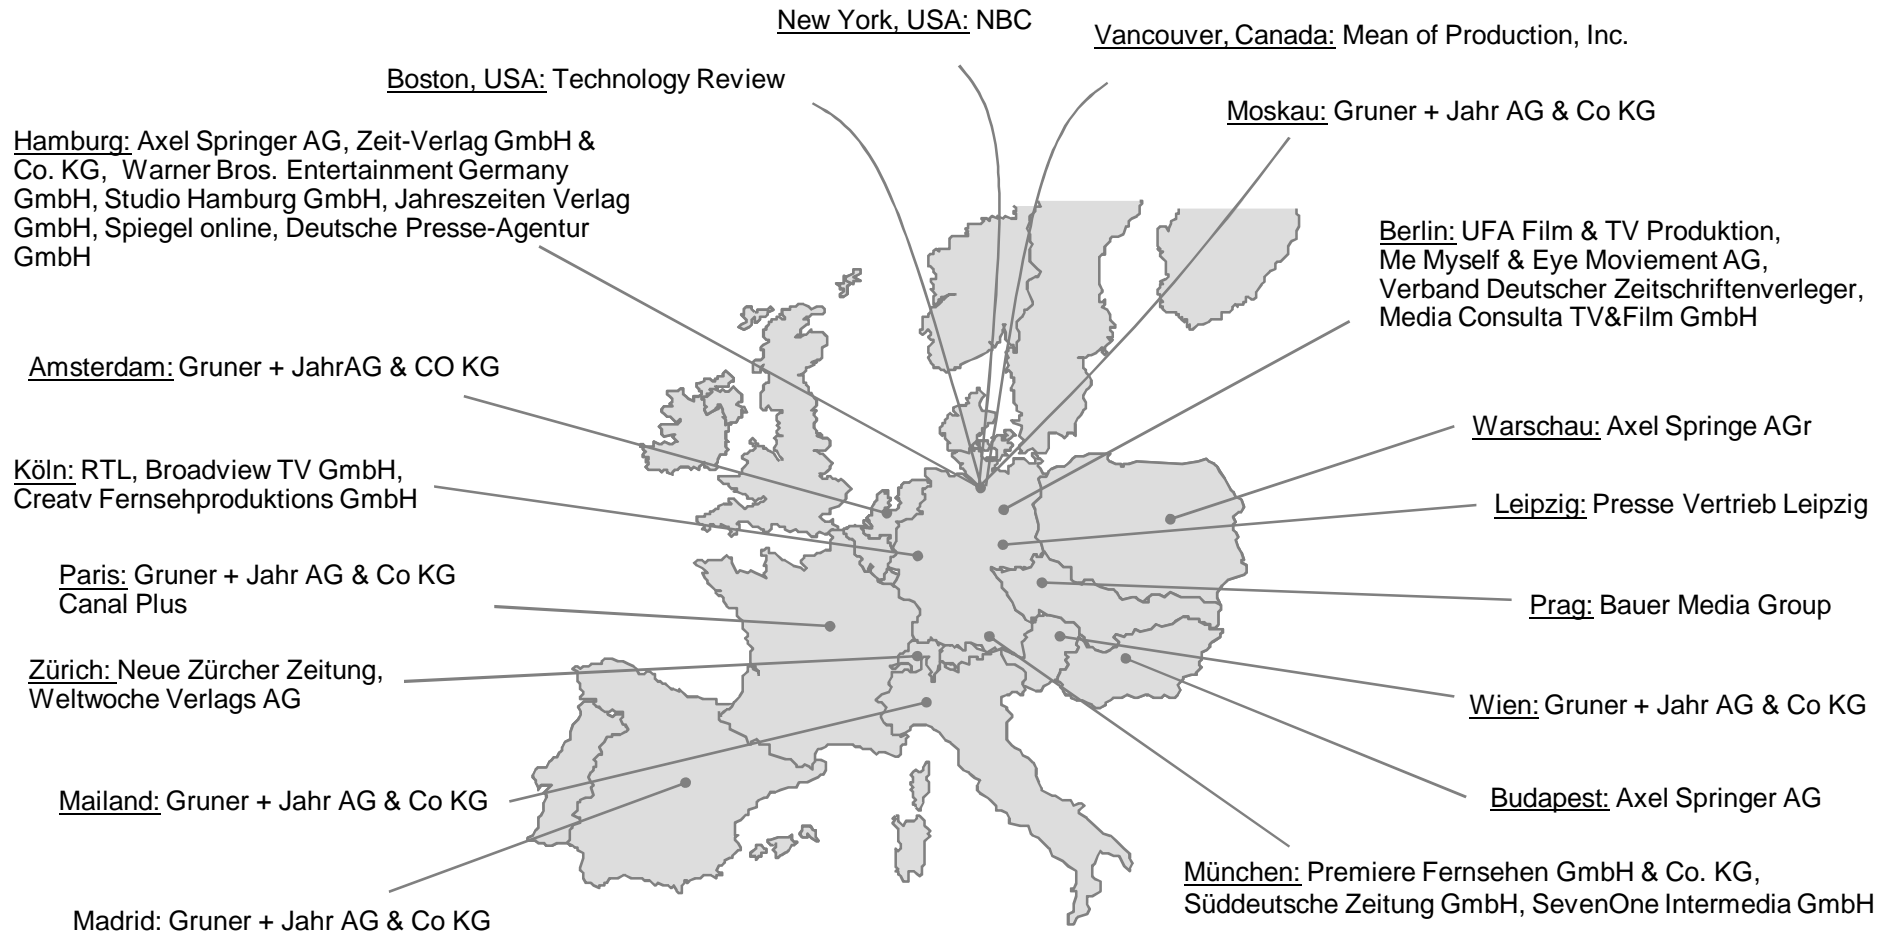 New York, USA: NBC
Vancouver, Canada: Mean of Production, Inc.
Boston, USA: Technology Review
Moskau: Gruner + Jahr AG & Co KG
Hamburg: Axel Springer AG, Zeit-Verlag GmbH &
Co. KG, Warner Bros. Entertainment Germany
GmbH, Studio Hamburg GmbH, Jahreszeiten Verlag
GmbH, Spiegel online, Deutsche Presse-Agentur
GmbH
Berlin: UFA Film & TV Produktion,
Me Myself & Eye Moviement AG,
Verband Deutscher Zeitschriftenverleger,
Media Consulta TV&Film GmbH
Amsterdam: Gruner + JahrAG & CO KG
Warschau: Axel Springe AGr
Köln: RTL, Broadview TV GmbH,
Creatv Fernsehproduktions GmbH
Leipzig: Presse Vertrieb Leipzig
Paris: Gruner + Jahr AG & Co KG
Canal Plus
Prag: Bauer Media Group
Zürich: Neue Zürcher Zeitung,
Weltwoche Verlags AG
Wien: Gruner + Jahr AG & Co KG
Mailand: Gruner + Jahr AG & Co KG
Budapest: Axel Springer AG
München: Premiere Fernsehen GmbH & Co. KG,
Süddeutsche Zeitung GmbH, SevenOne Intermedia GmbH
Madrid: Gruner + Jahr AG & Co KG